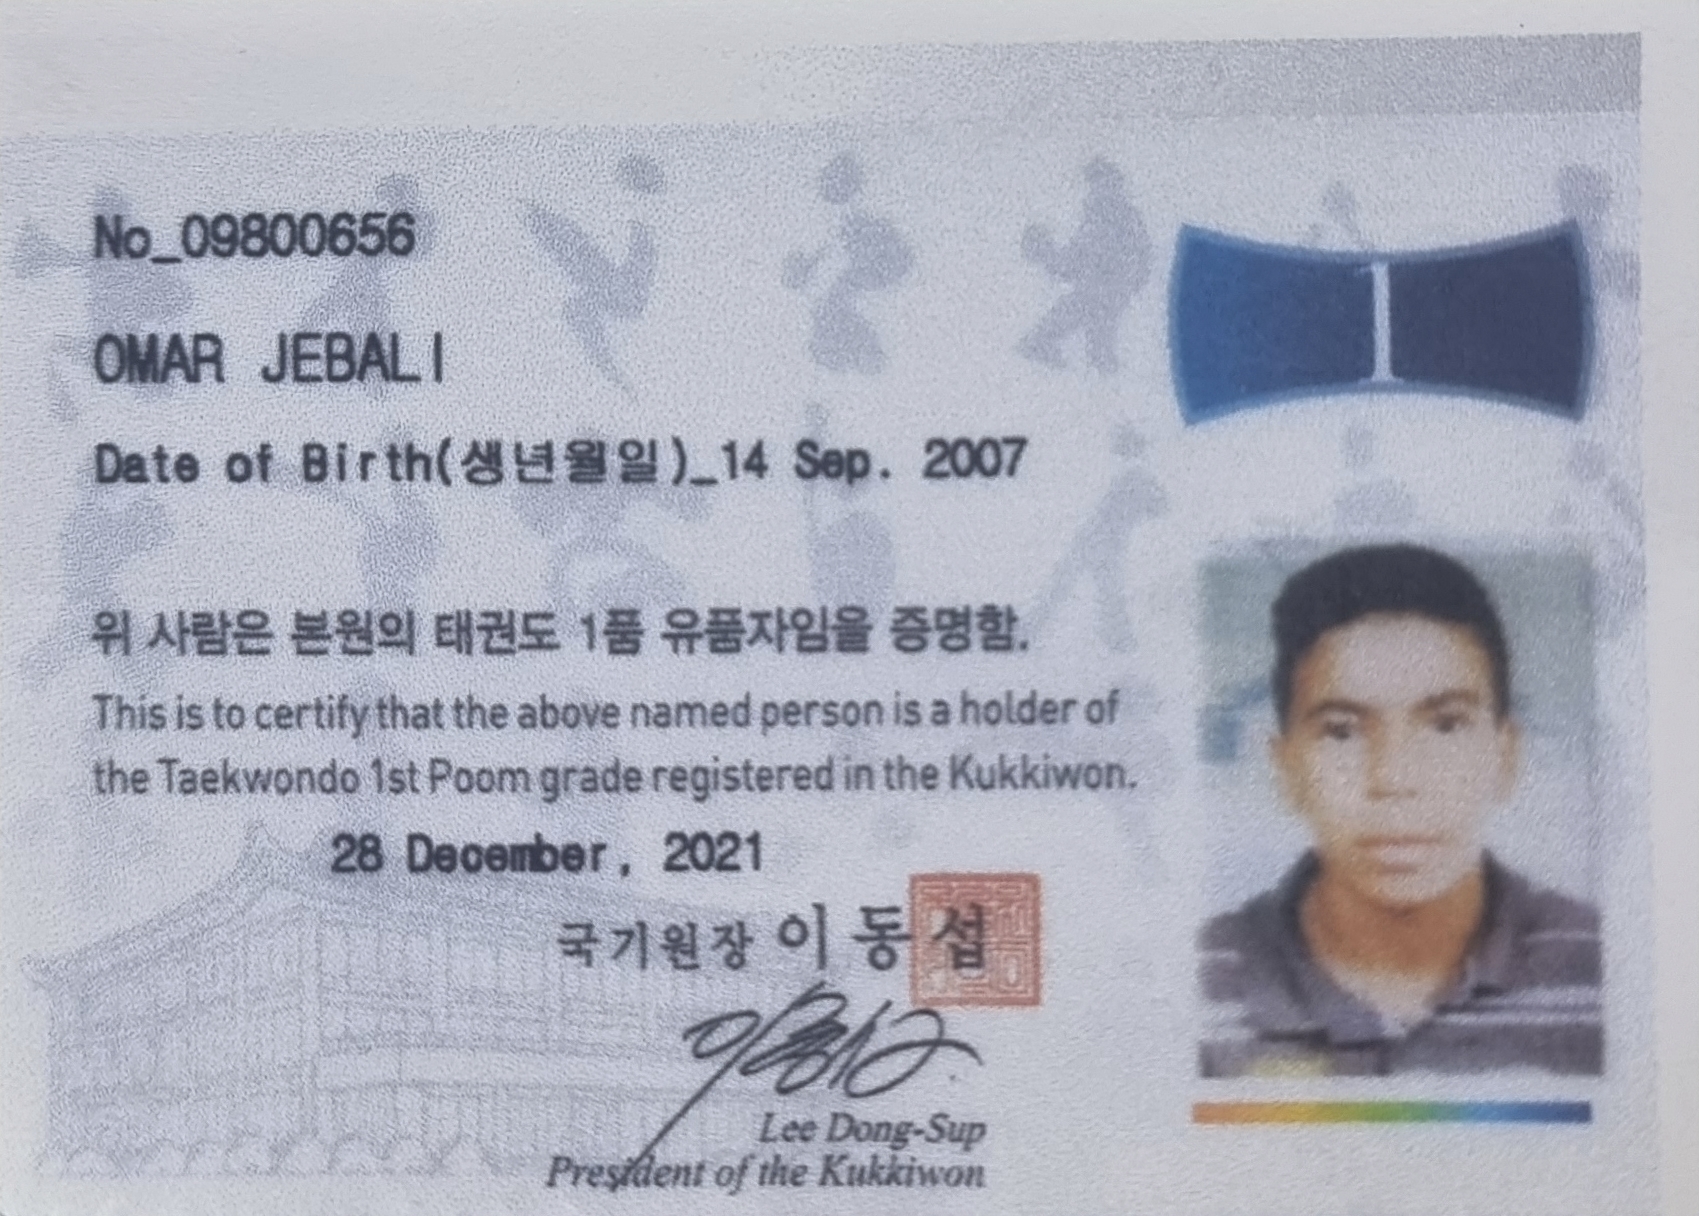 No_09800656
OMAR JEBALI
Date of Birth(생년월일)_14 Sep. 2007
위 사람은 본원의 태권도 1품 유품자임을 증명함.
This is to certify that the above named person is a holder of
the Taekwondo 1st Poom grade registered in the Kukkiwon.
28 December, 2021
국기원장 이동섭
Lee Dong-Sup
President of the Kukkiwon
I